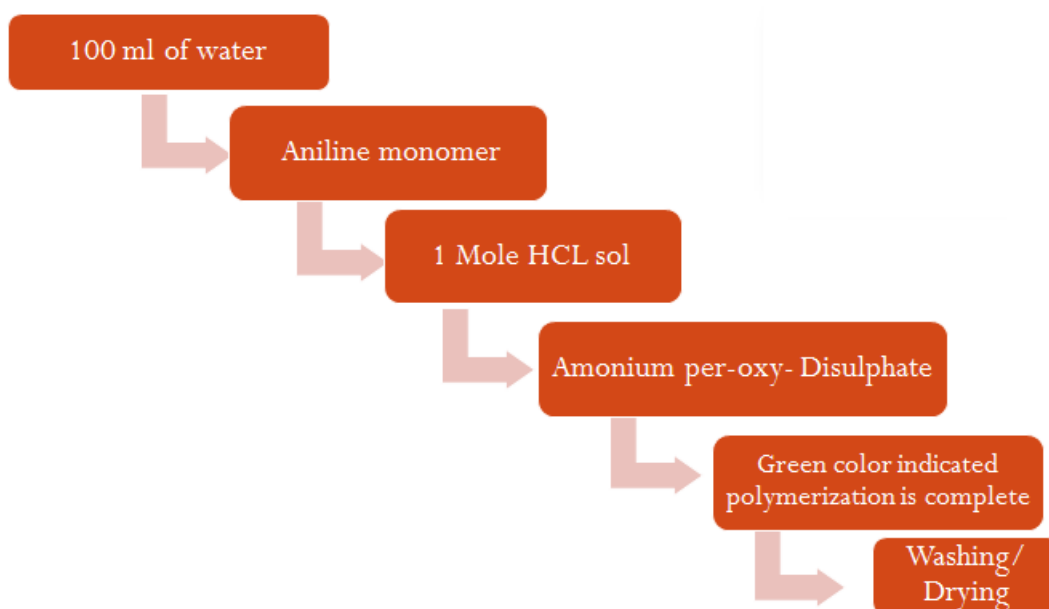 100 ml of water
Aniline monomer
1 Mole HCL sol
Amonium per-oxy- Disulphate
Green color indicated
polymerization is complete
Washing/
Drying